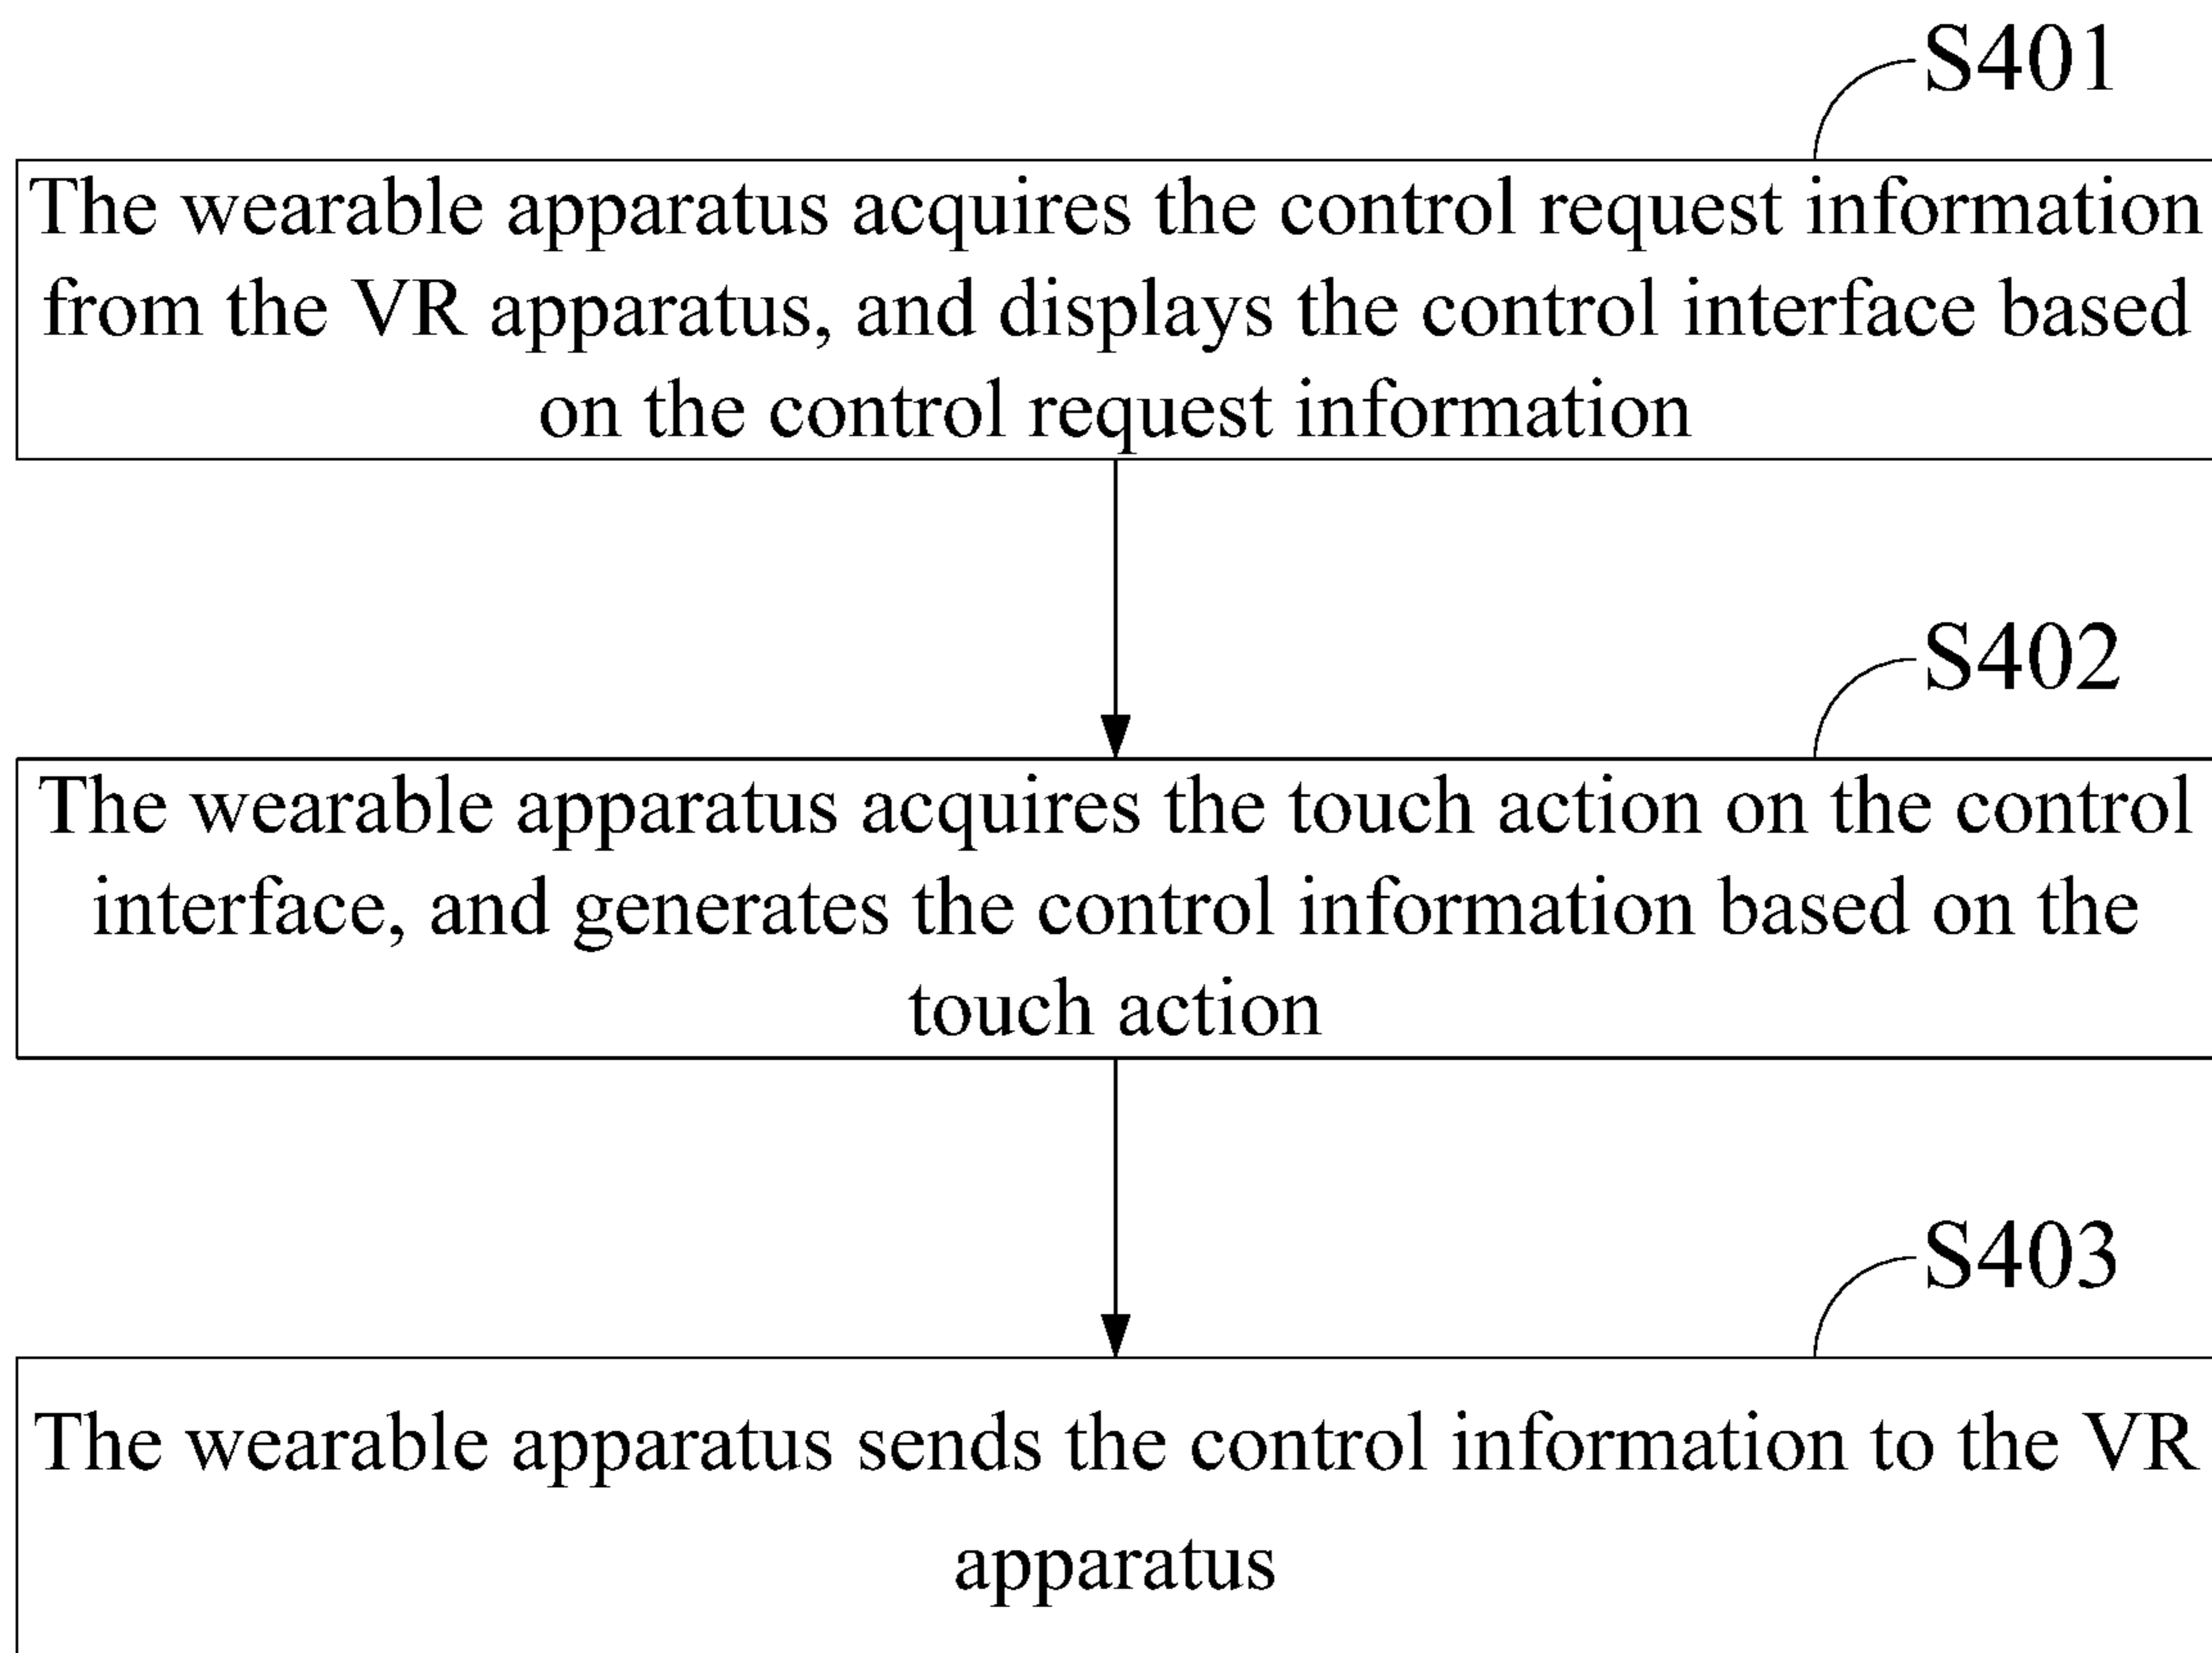 S401
The wearable apparatus acquires the control request information
from the VR apparatus, and displays the control interface based
on the control request information
S402
The wearable apparatus acquires the touch action on the control
interface, and generates the control information based on the
touch action
S403
The wearable apparatus sends the control information to the VR
apparatus